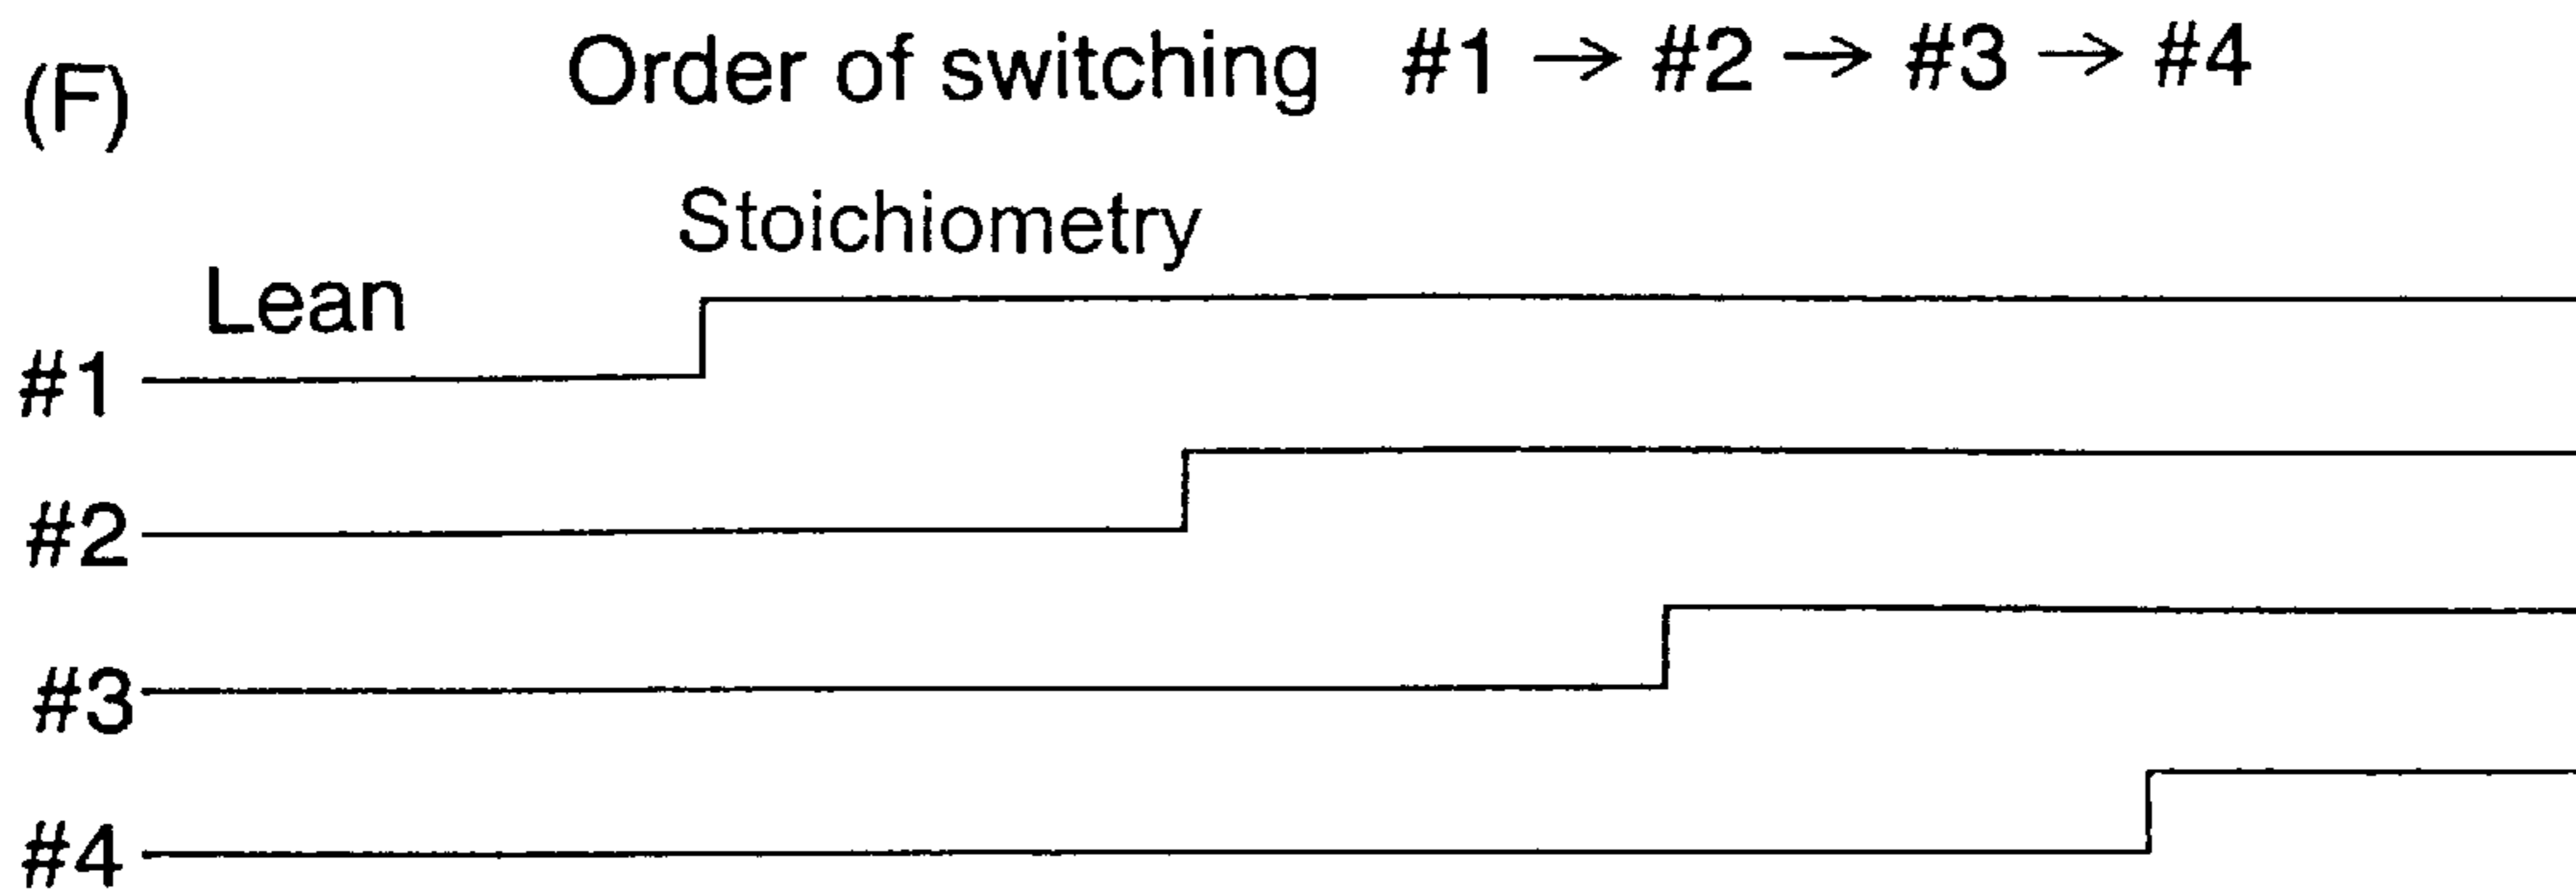 (F) Order of switching #1 → #2 → #3 → #4
Stoichiometry
Lean
#1
#2
#3
#4